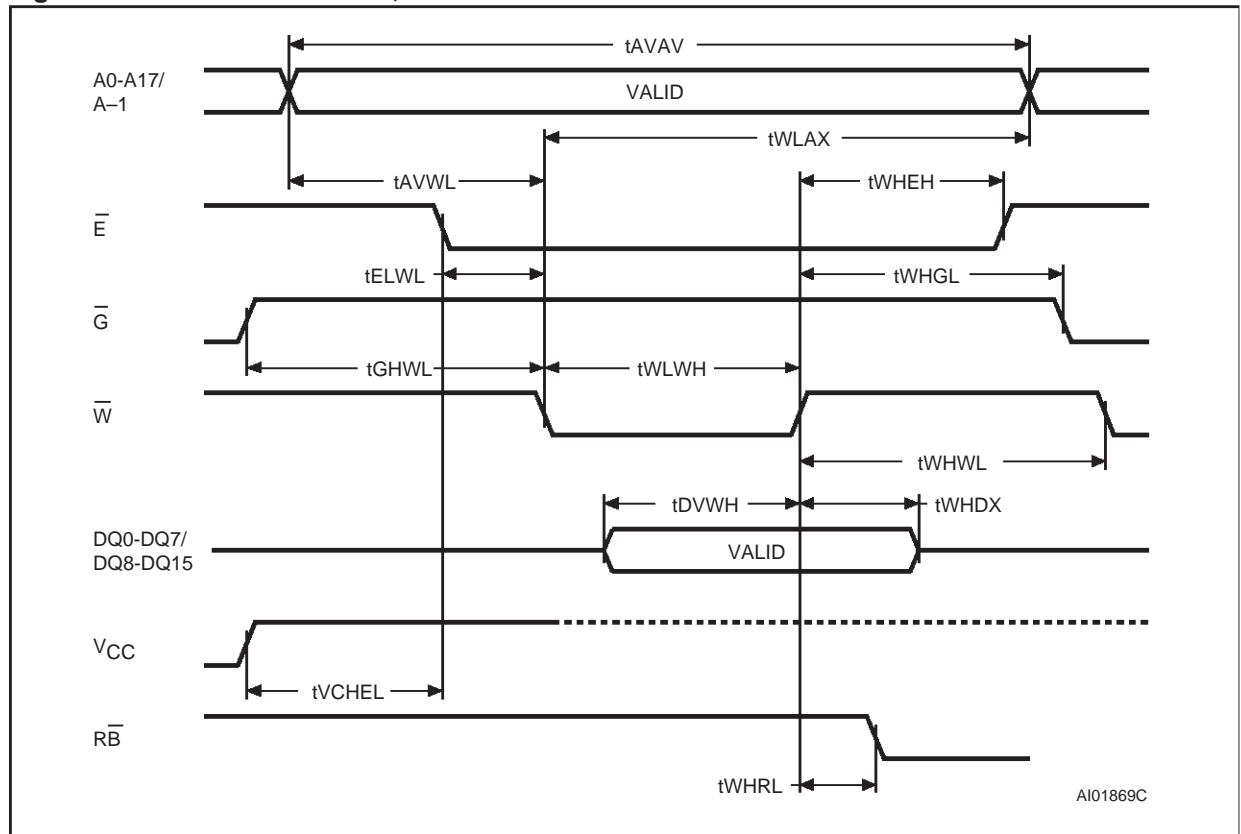 tAVAV
A0-A17/
A–1
VALID
tWLAX
tAVWL
tWHEH
E̅
tELWL
tWHGL
G̅
tGHWL
tWLWH
W̅
tWHWL
tDVWH
tWHDX
DQ0-DQ7/
DQ8-DQ15
VALID
VCC
tVCHEL
RB̅
tWHRL
AI01869C